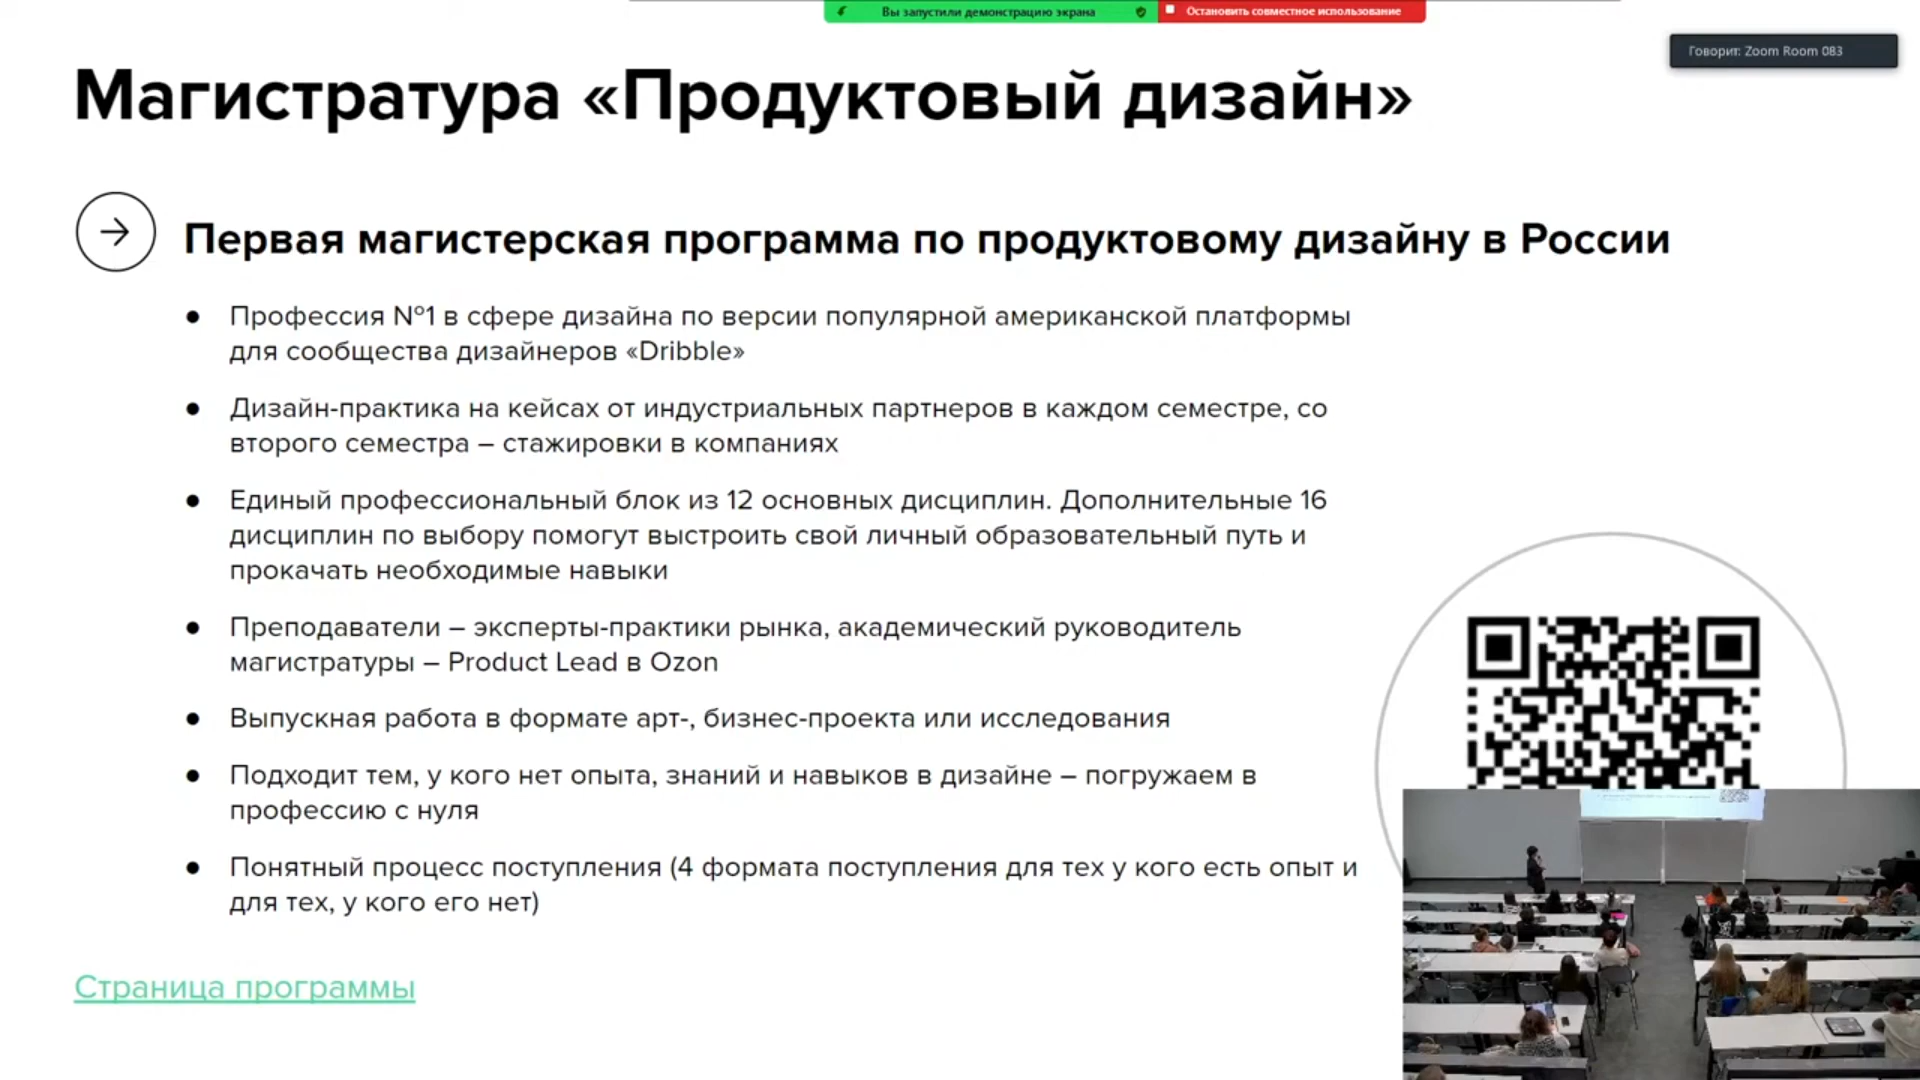 Вы запустили демонстрацию экрана
Остановить совместное использование
Говорит: Zoom Room 083
Магистратура «Продуктовый дизайн»
Первая магистерская программа по продуктовому дизайну в России
● Профессия №1 в сфере дизайна по версии популярной американской платформы
для сообщества дизайнеров «Dribble»
● Дизайн-практика на кейсах от индустриальных партнеров в каждом семестре, со
второго семестра – стажировки в компаниях
● Единый профессиональный блок из 12 основных дисциплин. Дополнительные 16
дисциплин по выбору помогут выстроить свой личный образовательный путь и
прокачать необходимые навыки
● Преподаватели – эксперты-практики рынка, академический руководитель
магистратуры – Product Lead в Ozon
● Выпускная работа в формате арт-, бизнес-проекта или исследования
● Подходит тем, у кого нет опыта, знаний и навыков в дизайне – погружаем в
профессию с нуля
● Понятный процесс поступления (4 формата поступления для тех у кого есть опыт и
для тех, у кого его нет)
Страница программы